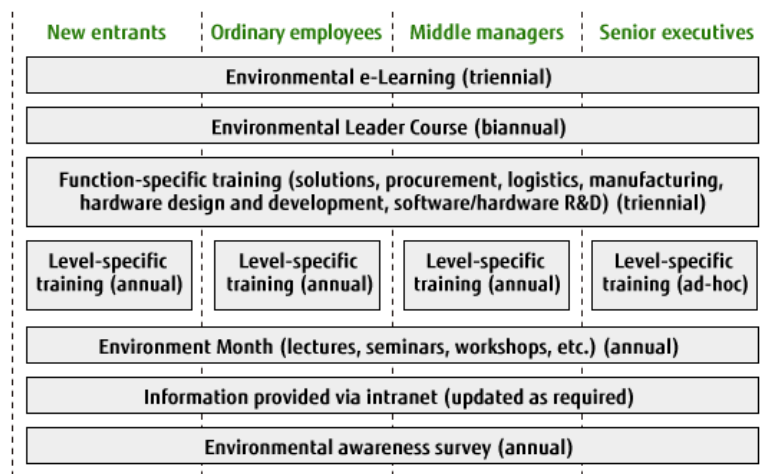 New entrants
Ordinary employees
Middle managers
Senior executives
Environmental e-Learning (triennial)
Environmental Leader Course (biannual)
Function-specific training (solutions, procurement, logistics, manufacturing,
hardware design and development, software/hardware R&D) (triennial)
Level-specific
training (annual)
Level-specific
training (annual)
Level-specific
training (annual)
Level-specific
training (ad-hoc)
Environment Month (lectures, seminars, workshops, etc.) (annual)
Information provided via intranet (updated as required)
Environmental awareness survey (annual)